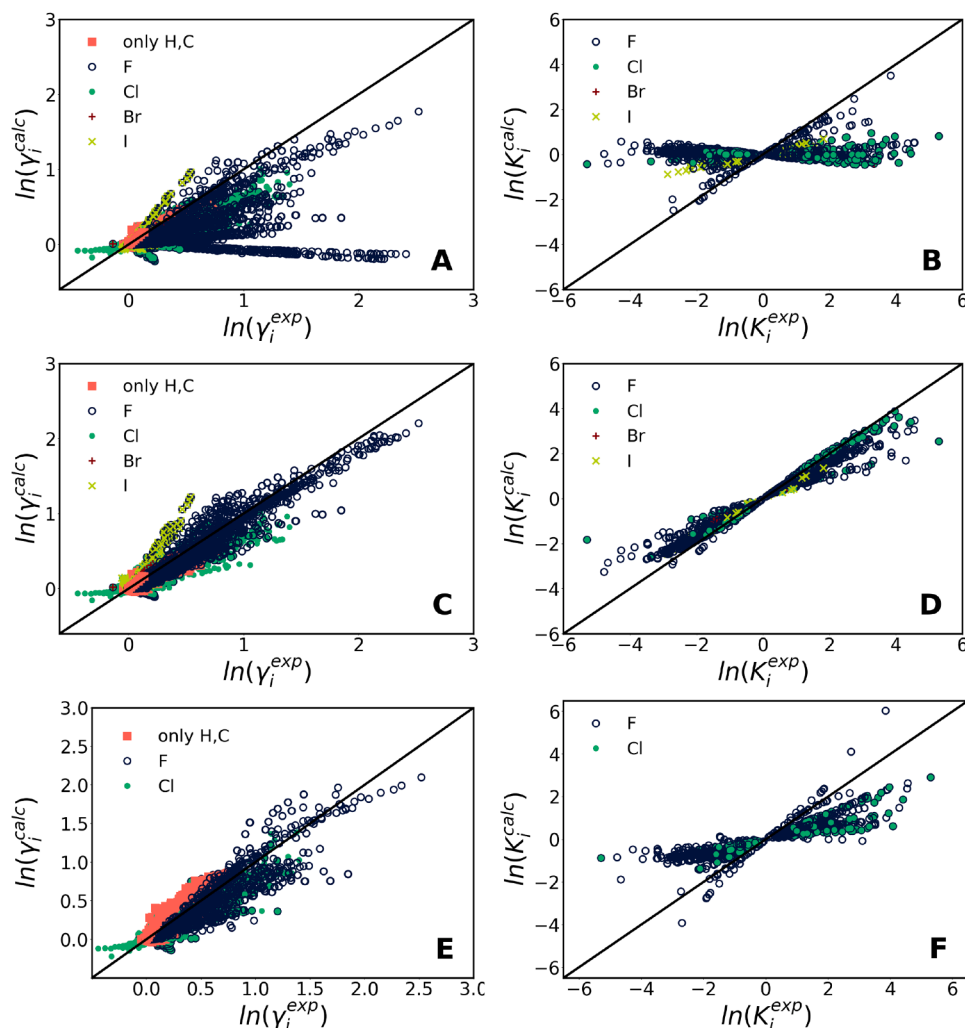 3
2
1
0
ln(γ_i^calc)
only H,C
F
Cl
Br
I
A
0 1 2 3
ln(γ_i^exp)
6
4
2
0
−2
−4
−6
ln(K_i^calc)
F
Cl
Br
I
B
−6 −4 −2 0 2 4 6
ln(K_i^exp)
3
2
1
0
ln(γ_i^calc)
only H,C
F
Cl
Br
I
C
0 1 2 3
ln(γ_i^exp)
6
4
2
0
−2
−4
−6
ln(K_i^calc)
F
Cl
Br
I
D
−6 −4 −2 0 2 4 6
ln(K_i^exp)
3.0
2.5
2.0
1.5
1.0
0.5
0.0
ln(γ_i^calc)
only H,C
F
Cl
E
0.0 0.5 1.0 1.5 2.0 2.5 3.0
ln(γ_i^exp)
6
4
2
0
−2
−4
−6
ln(K_i^calc)
F
Cl
F
−6 −4 −2 0 2 4 6
ln(K_i^exp)